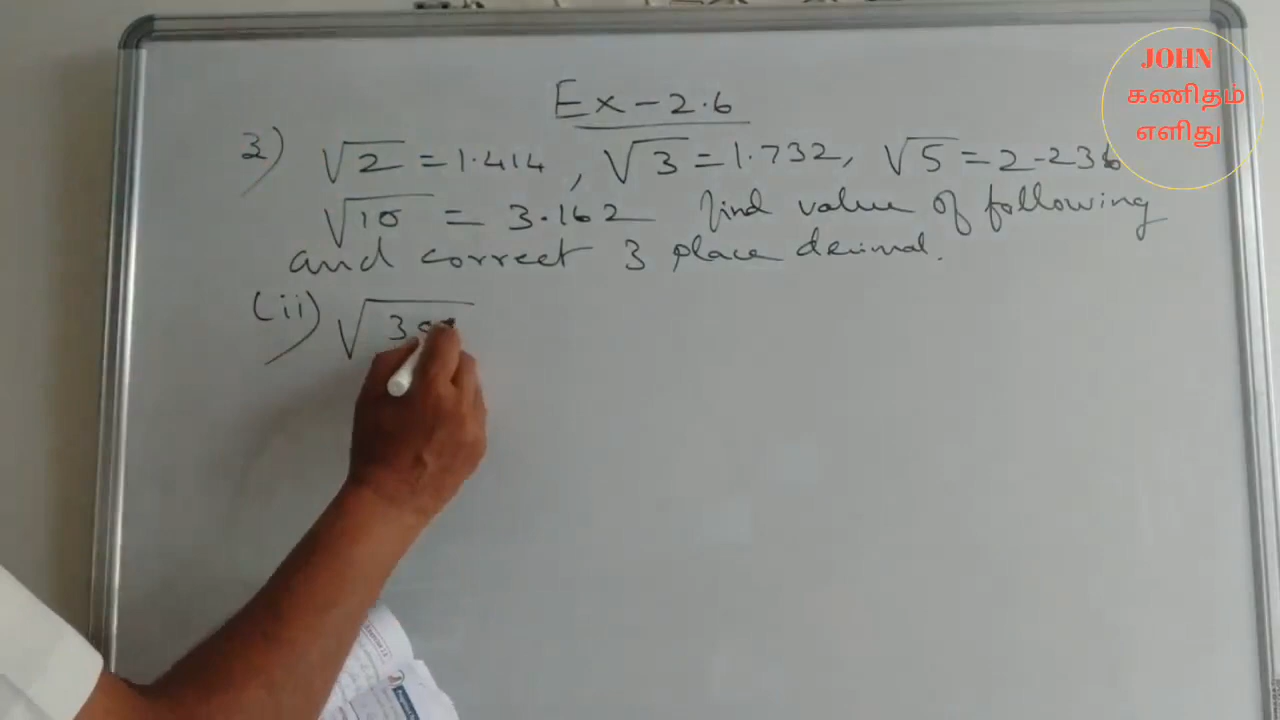 JOHN
கணிதம்
எளிது
Ex-2.6
3) √2 = 1.414, √3 = 1.732, √5 = 2-236
√10 = 3.162 find value of following
and correct 3 place decimal.
(ii) √3